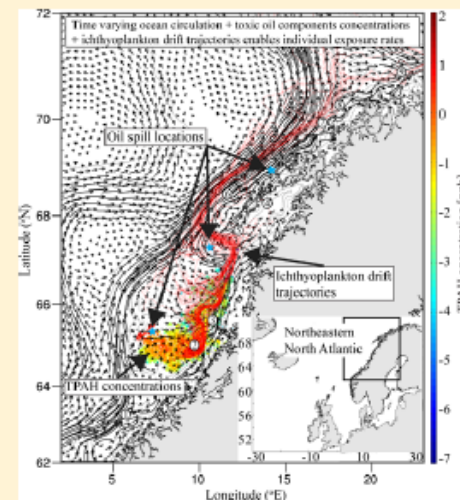 Time varying ocean circulation + toxic oil components concentrations
+ ichthyoplankton drift trajectories enables individual exposure rates
72
70
68
66
64
62
Latitude (°N)
Oil spill locations
Ichthyoplankton drift
trajectories
TPAH concentrations
Northeastern
North Atlantic
68
64
60
56
52
-30
-10
10
30
5
10
15
20
Longitude (°E)
2
1
0
-1
-2
-3
-4
-5
-6
-7